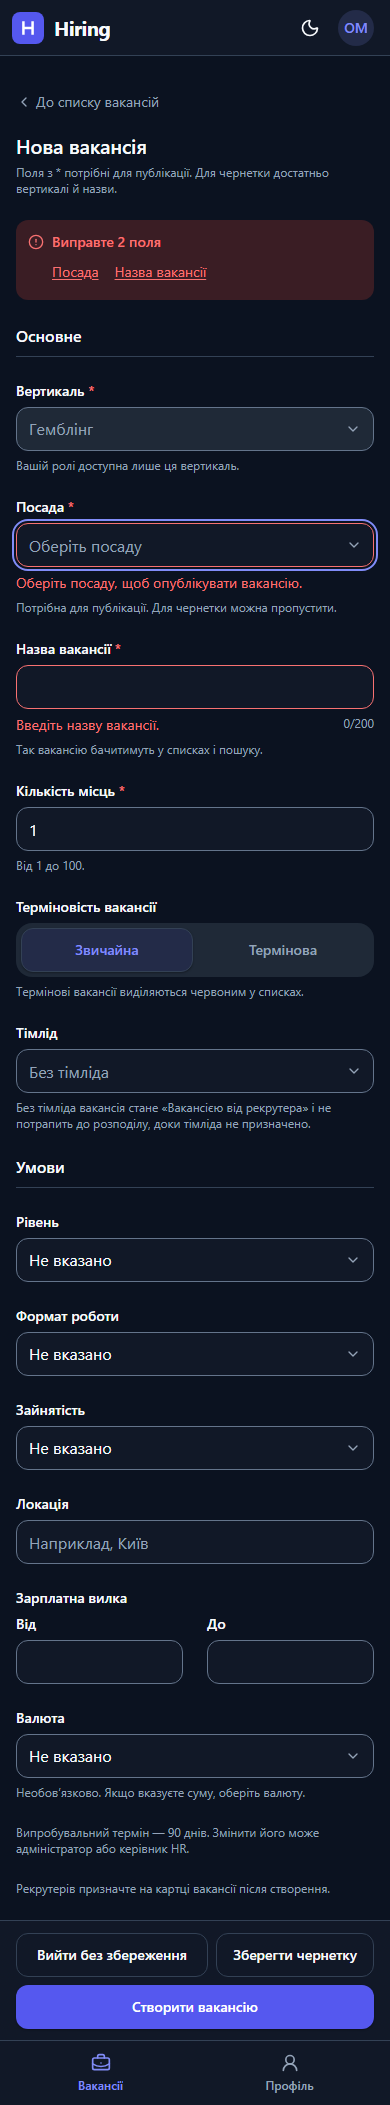 H Hiring OM
До списку вакансій
Нова вакансія
Поля з * потрібні для публікації. Для чернетки достатньо
вертикалі й назви.
Виправте 2 поля
Посада Назва вакансії
Основне
Вертикаль *
Гемблінг
Вашій ролі доступна лише ця вертикаль.
Посада *
Оберіть посаду
Оберіть посаду, щоб опублікувати вакансію.
Потрібна для публікації. Для чернетки можна пропустити.
Назва вакансії *
Введіть назву вакансії. 0/200
Так вакансію бачитимуть у списках і пошуку.
Кількість місць *
1
Від 1 до 100.
Терміновість вакансії
Звичайна Термінова
Термінові вакансії виділяються червоним у списках.
Тімлід
Без тімліда
Без тімліда вакансія стане «Вакансією від рекрутера» і не
потрапить до розподілу, доки тімліда не призначено.
Умови
Рівень
Не вказано
Формат роботи
Не вказано
Зайнятість
Не вказано
Локація
Наприклад, Київ
Зарплатна вилка
Від До
Валюта
Не вказано
Необов'язково. Якщо вказуєте суму, оберіть валюту.
Випробувальний термін — 90 днів. Змінити його може
адміністратор або керівник HR.
Рекрутерів призначте на картці вакансії після створення.
Вийти без збереження Зберегти чернетку
Створити вакансію
Вакансії Профіль